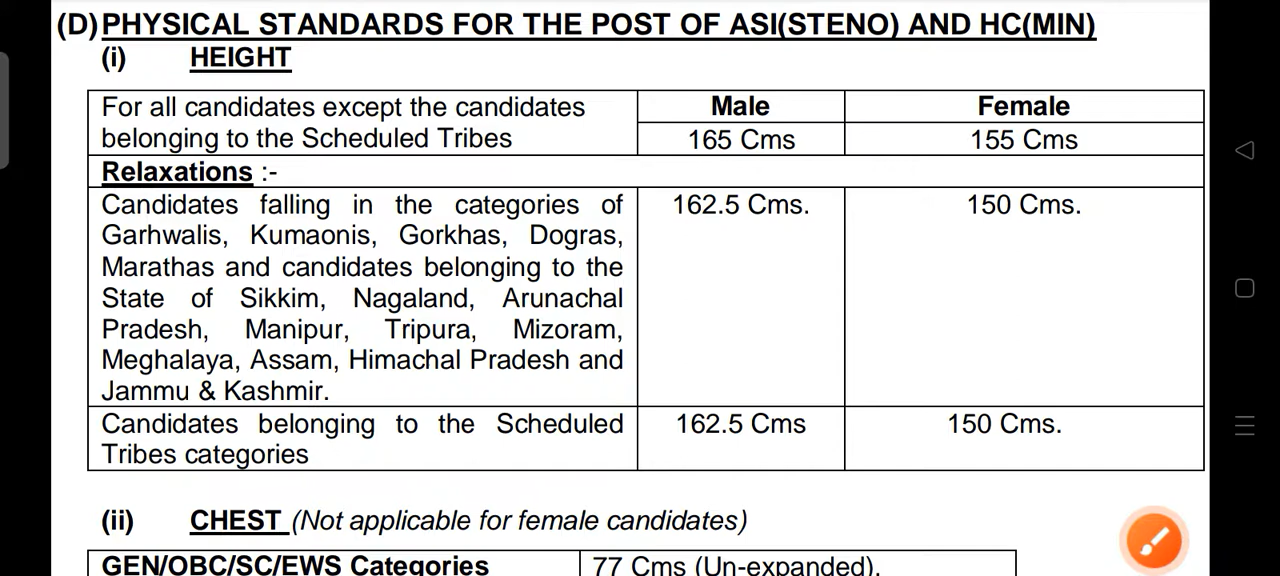 (D) PHYSICAL STANDARDS FOR THE POST OF ASI(STENO) AND HC(MIN)
(i) HEIGHT
For all candidates except the candidates belonging to the Scheduled Tribes
Male
Female
165 Cms
155 Cms
Relaxations :-
Candidates falling in the categories of
Garhwalis, Kumaonis, Gorkhas, Dogras,
Marathas and candidates belonging to the
State of Sikkim, Nagaland, Arunachal
Pradesh, Manipur, Tripura, Mizoram,
Meghalaya, Assam, Himachal Pradesh and
Jammu & Kashmir.
162.5 Cms.
150 Cms.
Candidates belonging to the Scheduled
Tribes categories
162.5 Cms
150 Cms.
(ii) CHEST (Not applicable for female candidates)
GEN/OBC/SC/EWS Categories
77 Cms (Un-expanded).